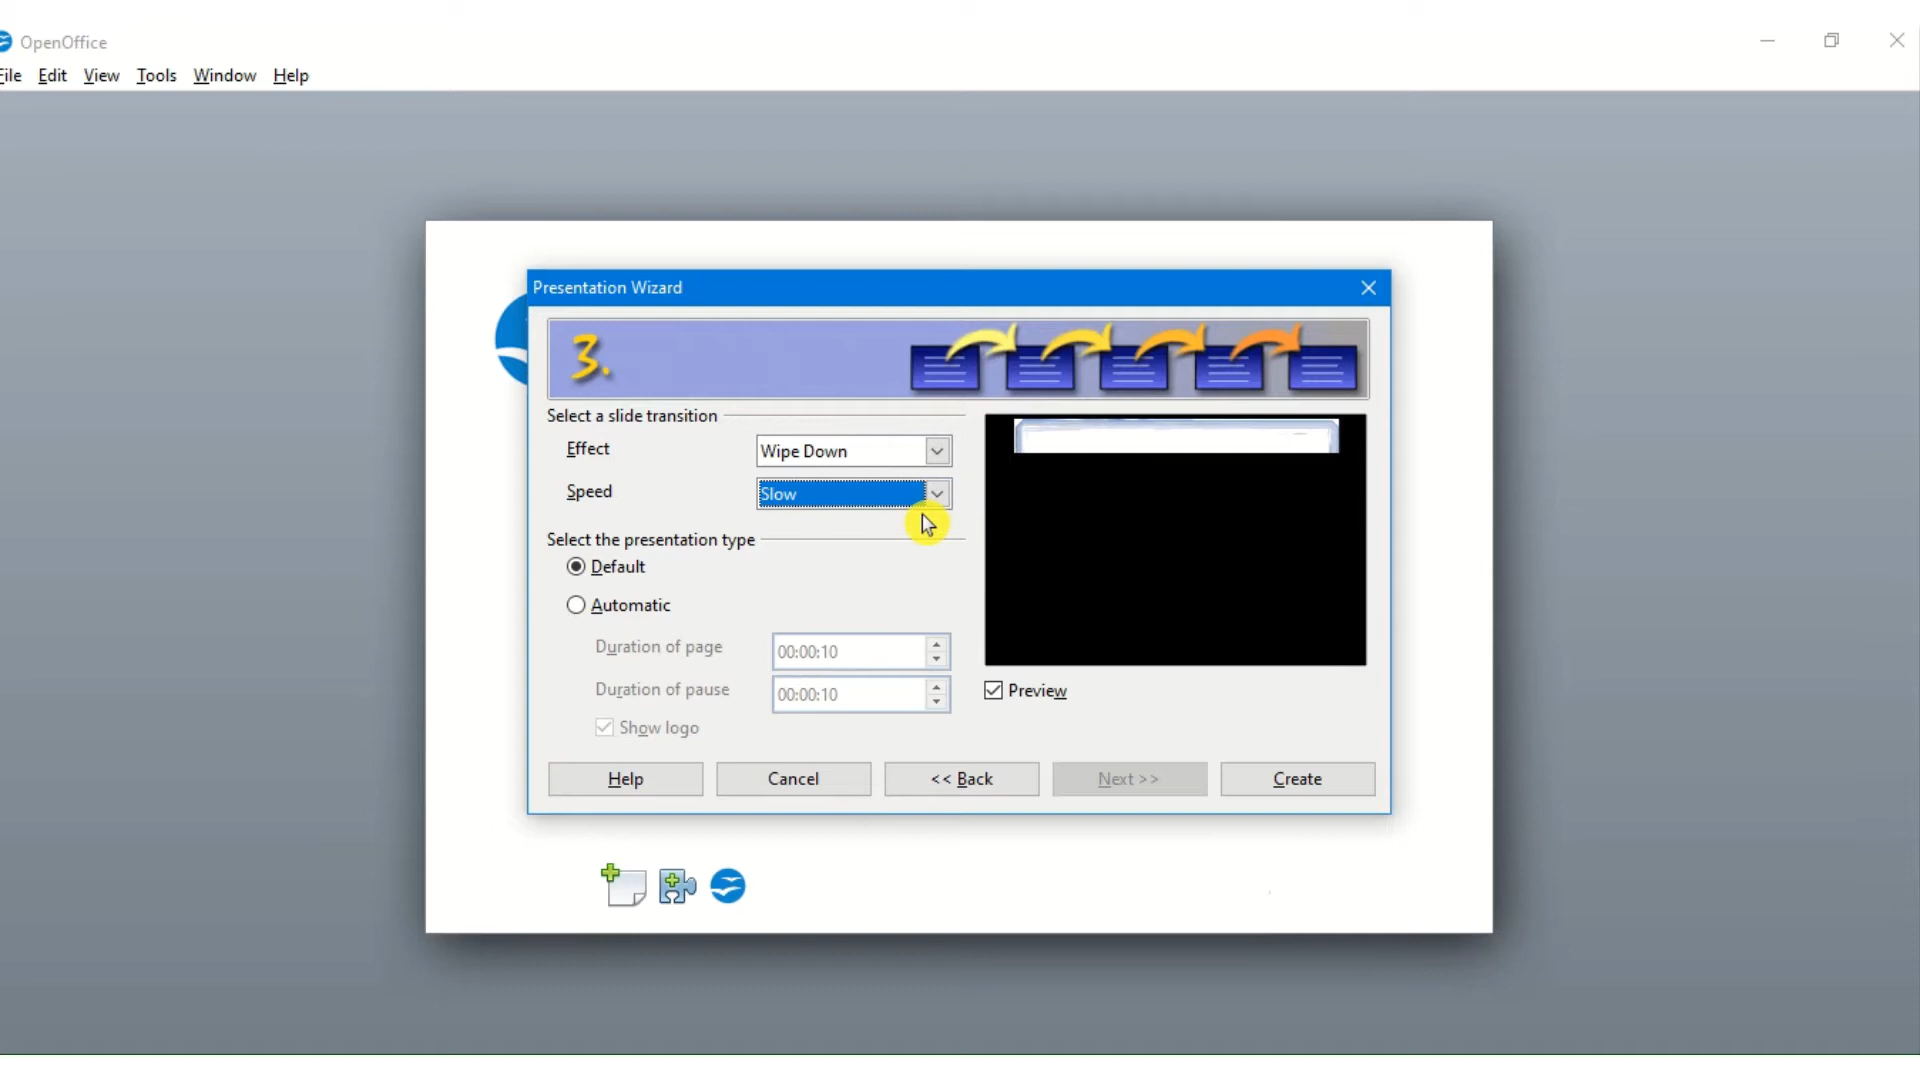 OpenOffice
File Edit View Tools Window Help
Presentation Wizard
3.
Select a slide transition
Effect Wipe Down
Speed Slow
Select the presentation type
Default
Automatic
Duration of page 00:00:10
Duration of pause 00:00:10
Preview
Show logo
Help Cancel << Back Next >> Create